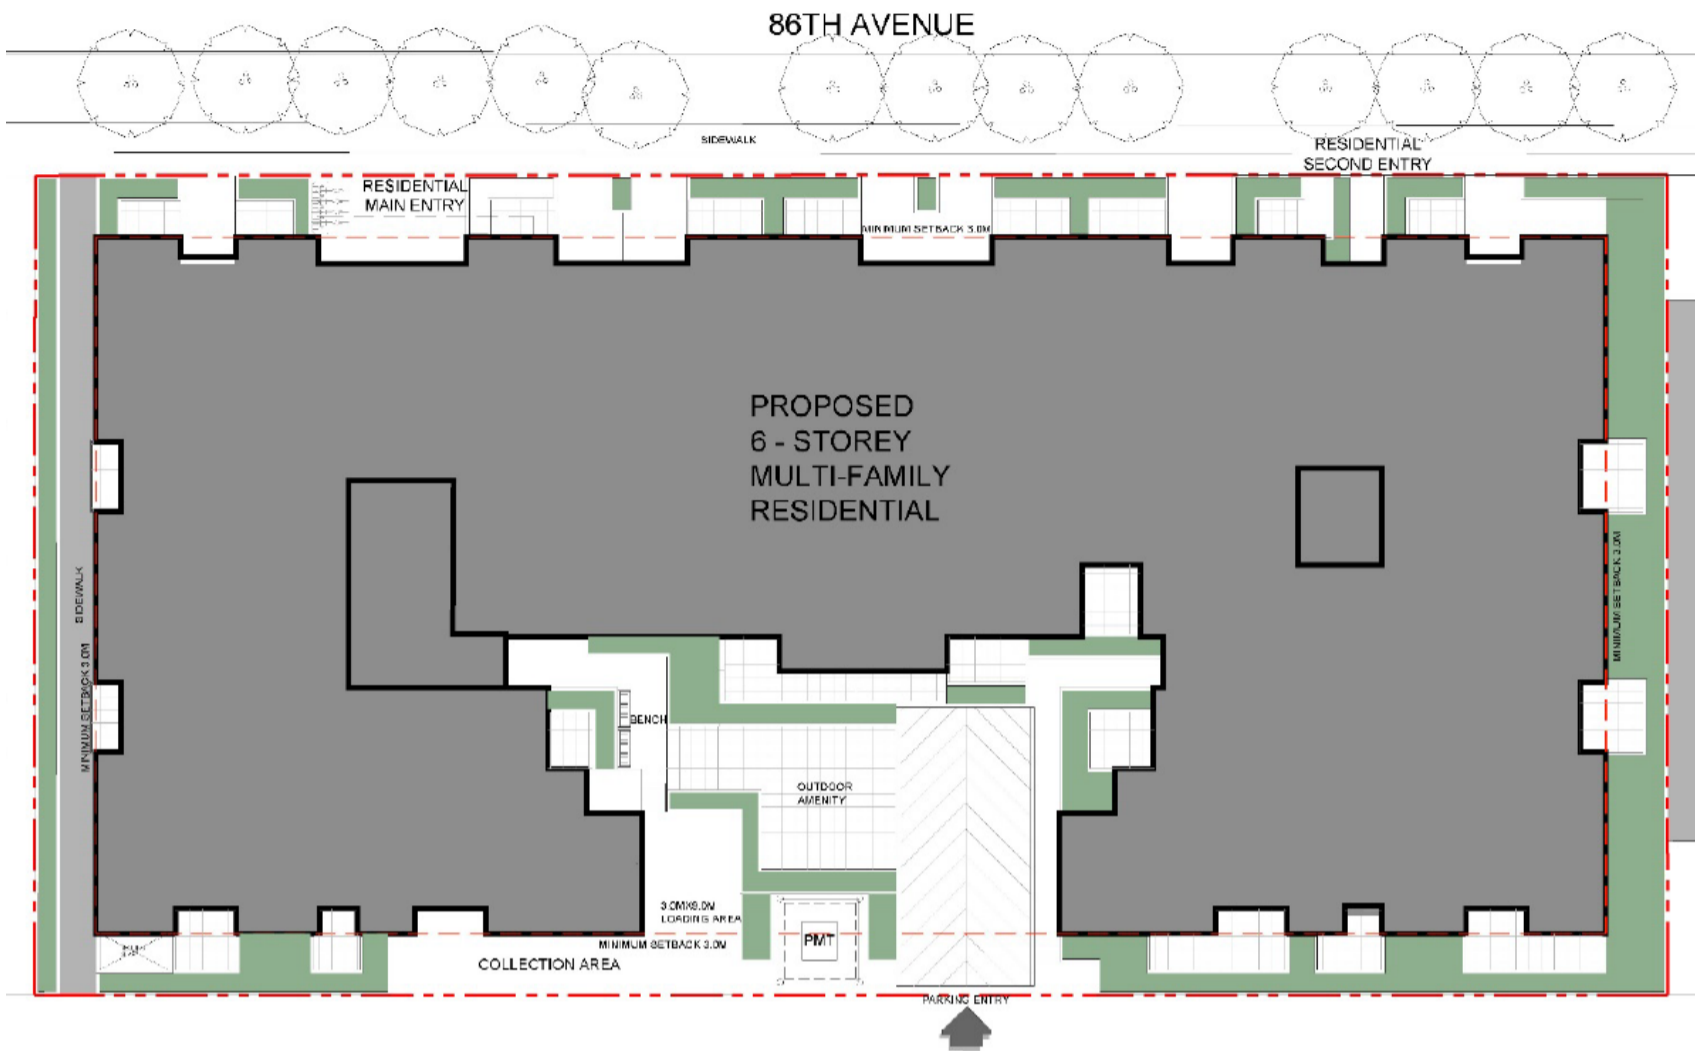 86TH AVENUE
SIDEWALK
RESIDENTIAL
SECOND ENTRY
RESIDENTIAL
MAIN ENTRY
MINIMUM SETBACK 3.0M
PROPOSED
6 - STOREY
MULTI-FAMILY
RESIDENTIAL
SIDEWALK
MINIMUM SETBACK 3.0M
MINIMUM SETBACK 3.0M
BENCH
OUTDOOR
AMENITY
3.0MX9.0M
LOADING AREA
MINIMUM SETBACK 3.0M
PMT
COLLECTION AREA
PARKING ENTRY